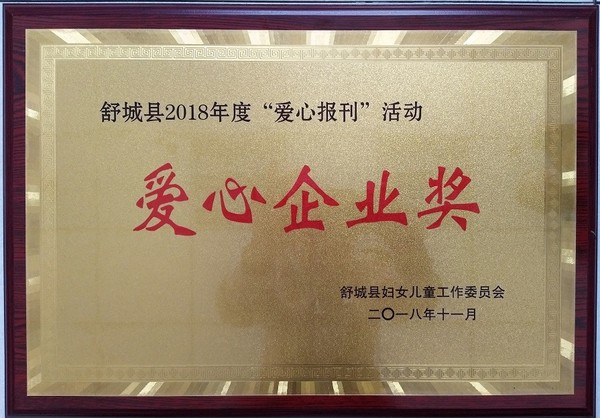 舒城县2018年度“爱心报刊”活动
爱心企业奖
舒城县妇女儿童工作委员会
二〇一八年十一月